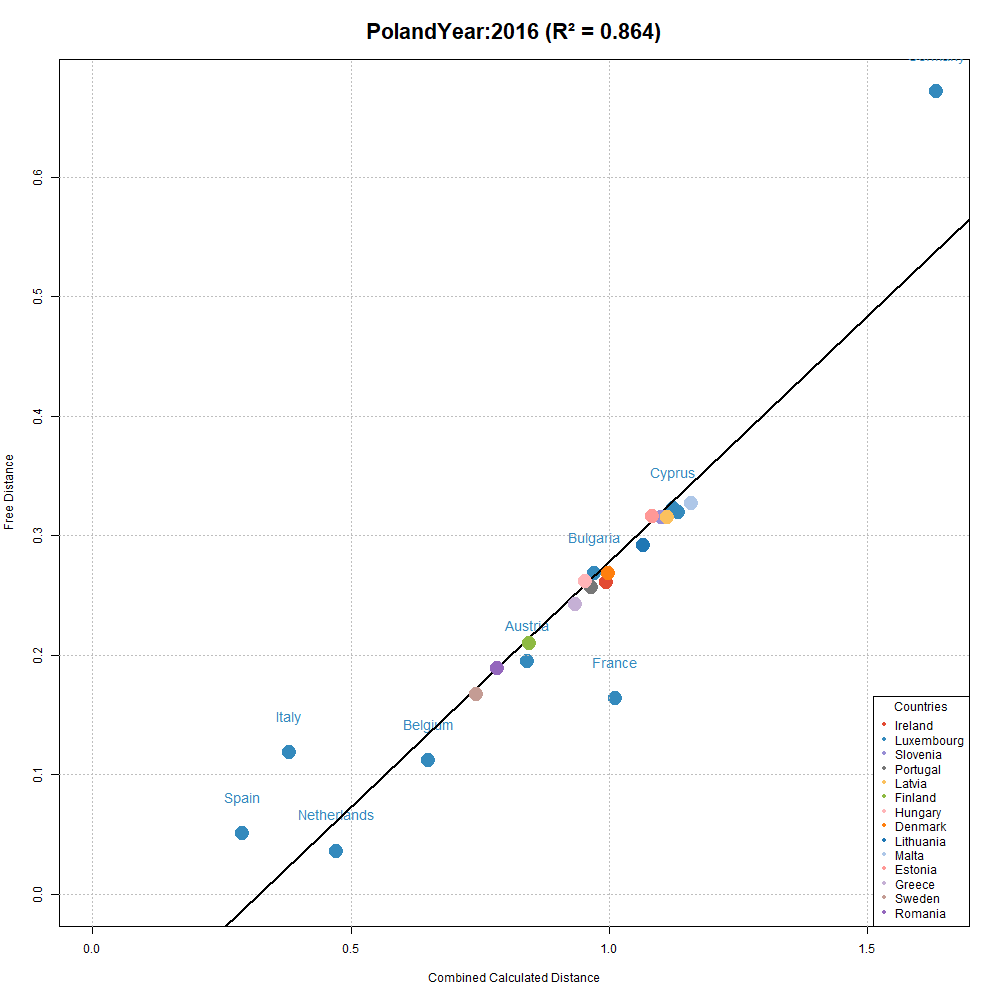 PolandYear:2016 (R² = 0.864)
Free Distance
0.6
0.5
0.4
0.3
0.2
0.1
0.0
Cyprus
Bulgaria
Austria
France
Italy
Belgium
Spain
Netherlands
Countries
Ireland
Luxembourg
Slovenia
Portugal
Latvia
Finland
Hungary
Denmark
Lithuania
Malta
Estonia
Greece
Sweden
Romania
0.0 0.5 1.0 1.5
Combined Calculated Distance